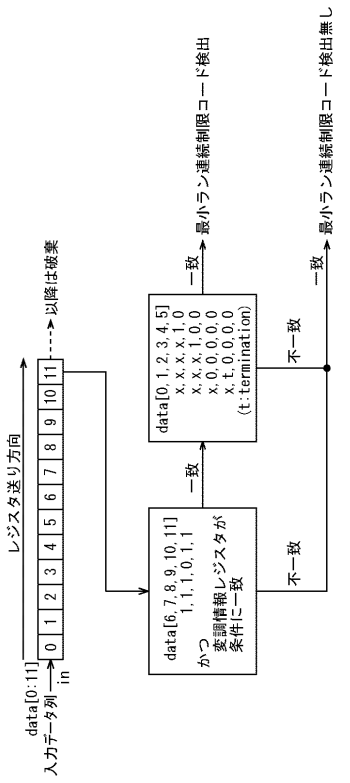 レジスタ送り方向
data[0:11]
入力データ列
in
0 1 2 3 4 5 6 7 8 9 10 11
以降は破棄
data[6,7,8,9,10,11]
1,1,1,0,1,1
かつ
変調情報レジスタが
条件に一致
一致
不一致
data[0,1,2,3,4,5]
x,x,x,x,1,0
x,x,x,1,0,0
x,0,0,0,0,0
x,t,0,0,0,0
(t:termination)
一致
最小ラン連続制限コード検出
不一致
一致
最小ラン連続制限コード検出無し